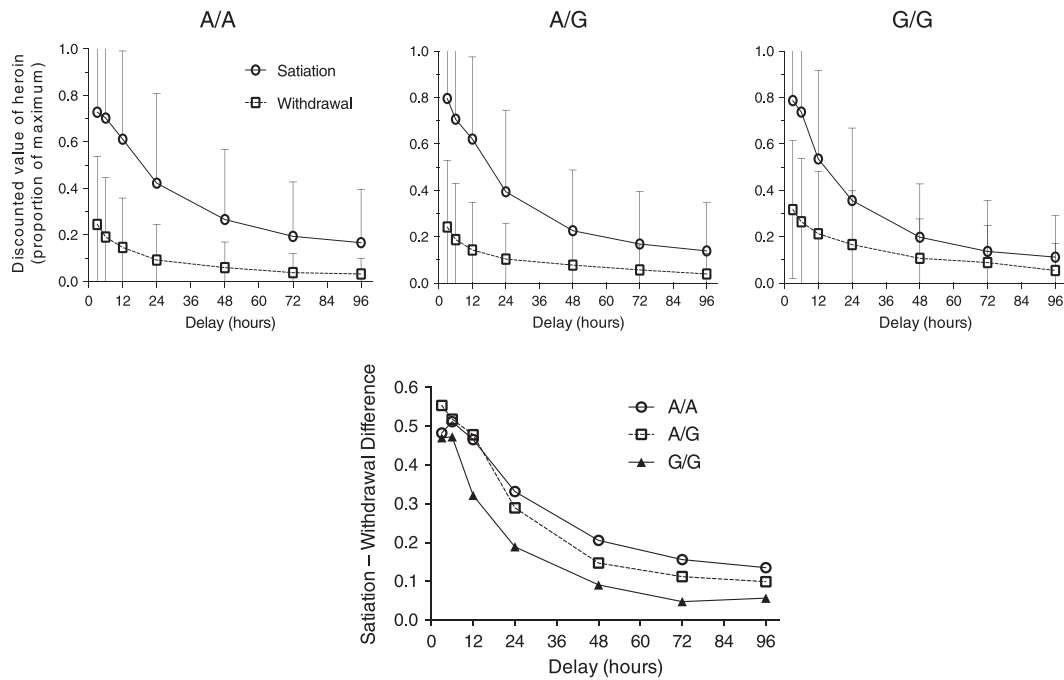 A/A
A/G
G/G
Discounted value of heroin
(proportion of maximum)
1.0
0.8
0.6
0.4
0.2
0.0
Satiation
Withdrawal
0 12 24 36 48 60 72 84 96
Delay (hours)
1.0
0.8
0.6
0.4
0.2
0.0
0 12 24 36 48 60 72 84 96
Delay (hours)
1.0
0.8
0.6
0.4
0.2
0.0
0 12 24 36 48 60 72 84 96
Delay (hours)
Satiation – Withdrawal Difference
0.6
0.5
0.4
0.3
0.2
0.1
0.0
A/A
A/G
G/G
0 12 24 36 48 60 72 84 96
Delay (hours)